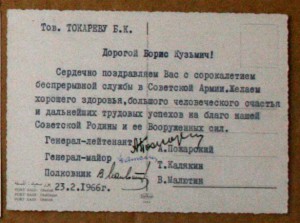 Тов. ТОКАРЕВУ Б.К.
Дорогой Борис Кузьмич!
Сердечно поздравляем Вас с сорокалетием
беспрерывной службы в Советской Армии. Желаем
хорошего здоровья, большого человеческого счастья
и дальнейших трудовых успехов на благо нашей
Советской Родины и ее Вооруженных сил.
Генерал-лейтенант А. Пожарский
Генерал-майор Т. Калякин
Полковник В. Малютин
23.2.1966г.